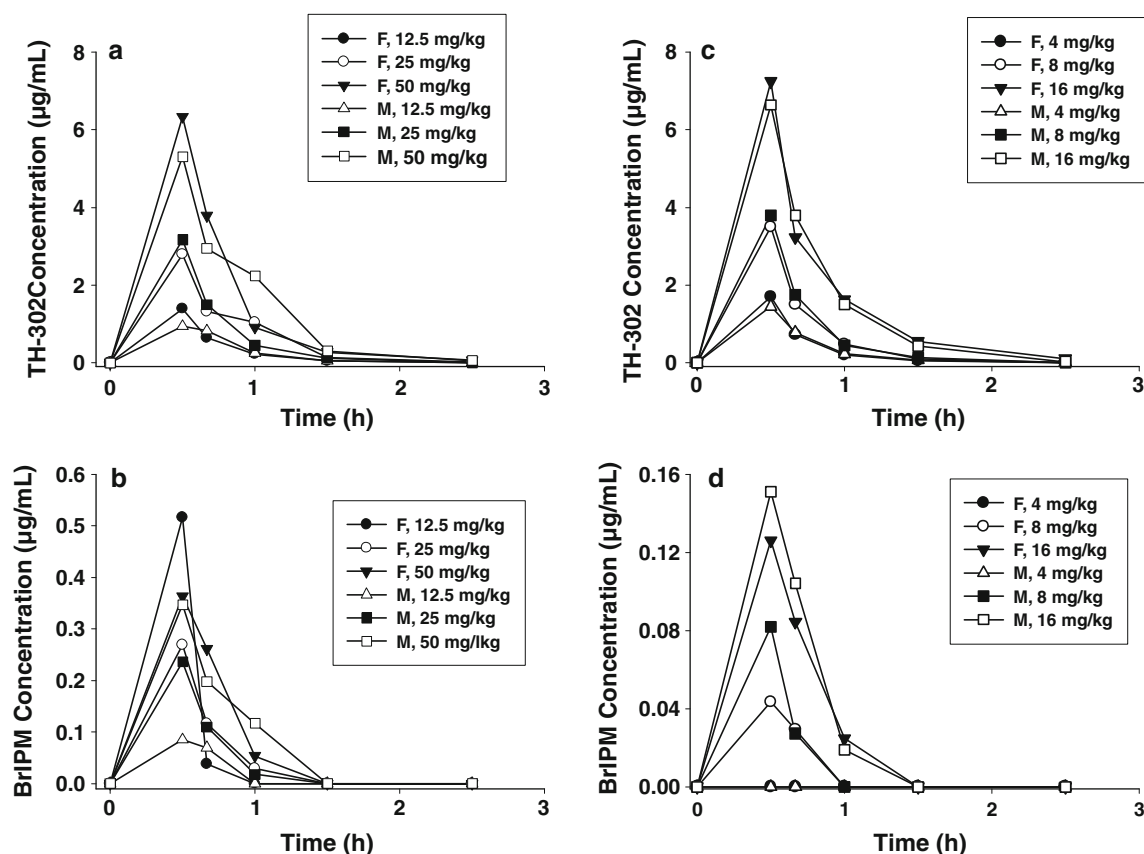 a
TH-302Concentration (µg/mL)
8
6
4
2
0
0
1
2
3
Time (h)
F, 12.5 mg/kg
F, 25 mg/kg
F, 50 mg/kg
M, 12.5 mg/kg
M, 25 mg/kg
M, 50 mg/kg
c
TH-302 Concentration (µg/mL)
8
6
4
2
0
0
1
2
3
Time (h)
F, 4 mg/kg
F, 8 mg/kg
F, 16 mg/kg
M, 4 mg/kg
M, 8 mg/kg
M, 16 mg/kg
b
BrIPM Concentration (µg/mL)
0.6
0.5
0.4
0.3
0.2
0.1
0.0
0
1
2
3
Time (h)
F, 12.5 mg/kg
F, 25 mg/kg
F, 50 mg/kg
M, 12.5 mg/kg
M, 25 mg/kg
M, 50 mg/lkg
d
BrIPM Concentration (µg/mL)
0.16
0.12
0.08
0.04
0.00
0
1
2
3
Time (h)
F, 4 mg/kg
F, 8 mg/kg
F, 16 mg/kg
M, 4 mg/kg
M, 8 mg/kg
M, 16 mg/kg